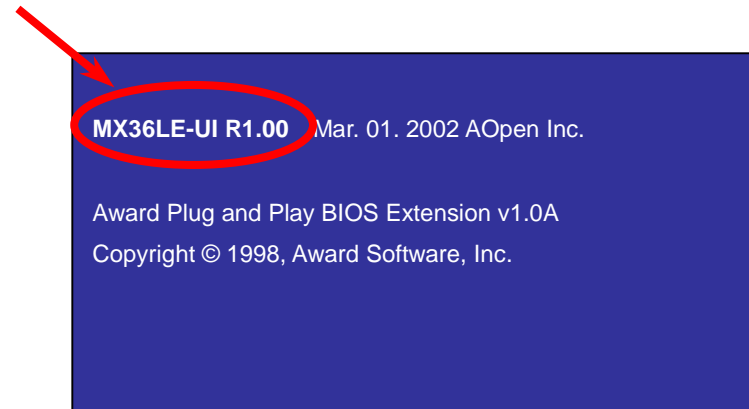 MX36LE-UI R1.00 Mar. 01. 2002 AOpen Inc.
Award Plug and Play BIOS Extension v1.0A
Copyright © 1998, Award Software, Inc.